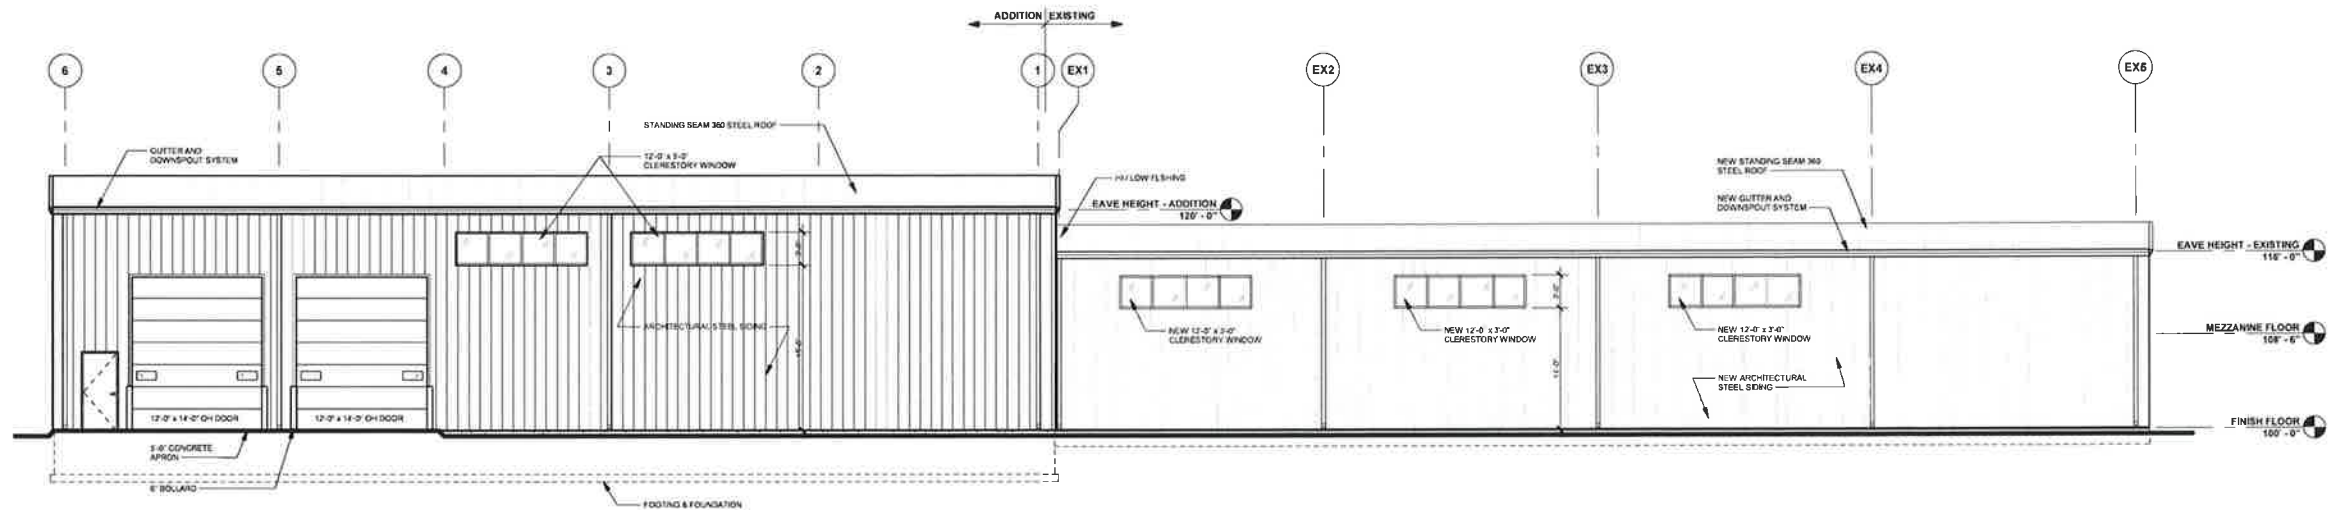 ADDITION EXISTING
6 5 4 3 2 1 EX1 EX2 EX3 EX4 EX5
STANDING SEAM 360 STEEL ROOF
GUTTER AND
DOWNSPOUT SYSTEM
CLERESTORY WINDOW
NEW STANDING SEAM 360
STEEL ROOF
HI / LOW FLSHING
NEW GUTTER AND
DOWNSPOUT SYSTEM
EAVE HEIGHT - ADDITION
120' - 0"
EAVE HEIGHT - EXISTING
116' - 0"
3'-0"
3'-0"
ARCHITECTURAL STEEL SIDING
NEW 12'-0" x 3'-0"
CLERESTORY WINDOW
NEW 12'-0" x 3'-0"
CLERESTORY WINDOW
NEW 12'-0" x 3'-0"
CLERESTORY WINDOW
MEZZANINE FLOOR
108' - 6"
NEW ARCHITECTURAL
STEEL SIDING
12'-0" x 14'-0" OH DOOR
12'-0" x 14'-0" OH DOOR
FINISH FLOOR
100' - 0"
5'-0" CONCRETE
APRON
6" BOLLARD
FOOTING & FOUNDATION